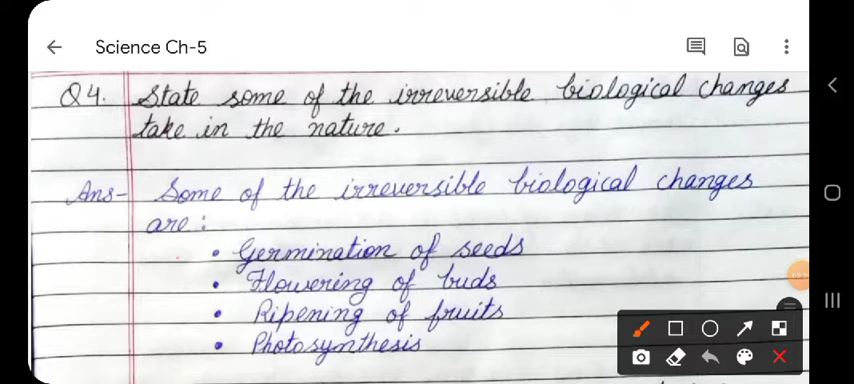 Science Ch-5
Q4. State some of the irreversible biological changes
take in the nature.
Ans- Some of the irreversible biological changes
are:
• Germination of seeds
• Flowering of buds
• Ripening of fruits
• Photosynthesis